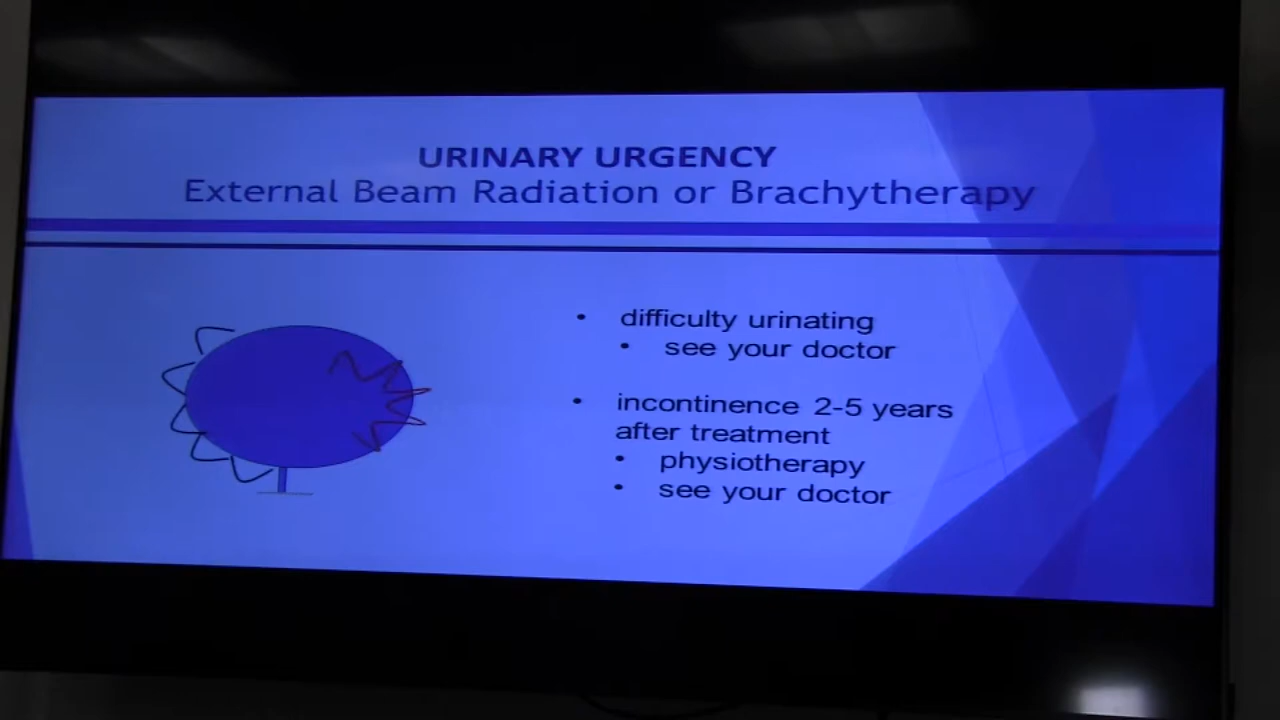 URINARY URGENCY
External Beam Radiation or Brachytherapy
• difficulty urinating
• see your doctor
• incontinence 2-5 years
after treatment
• physiotherapy
• see your doctor